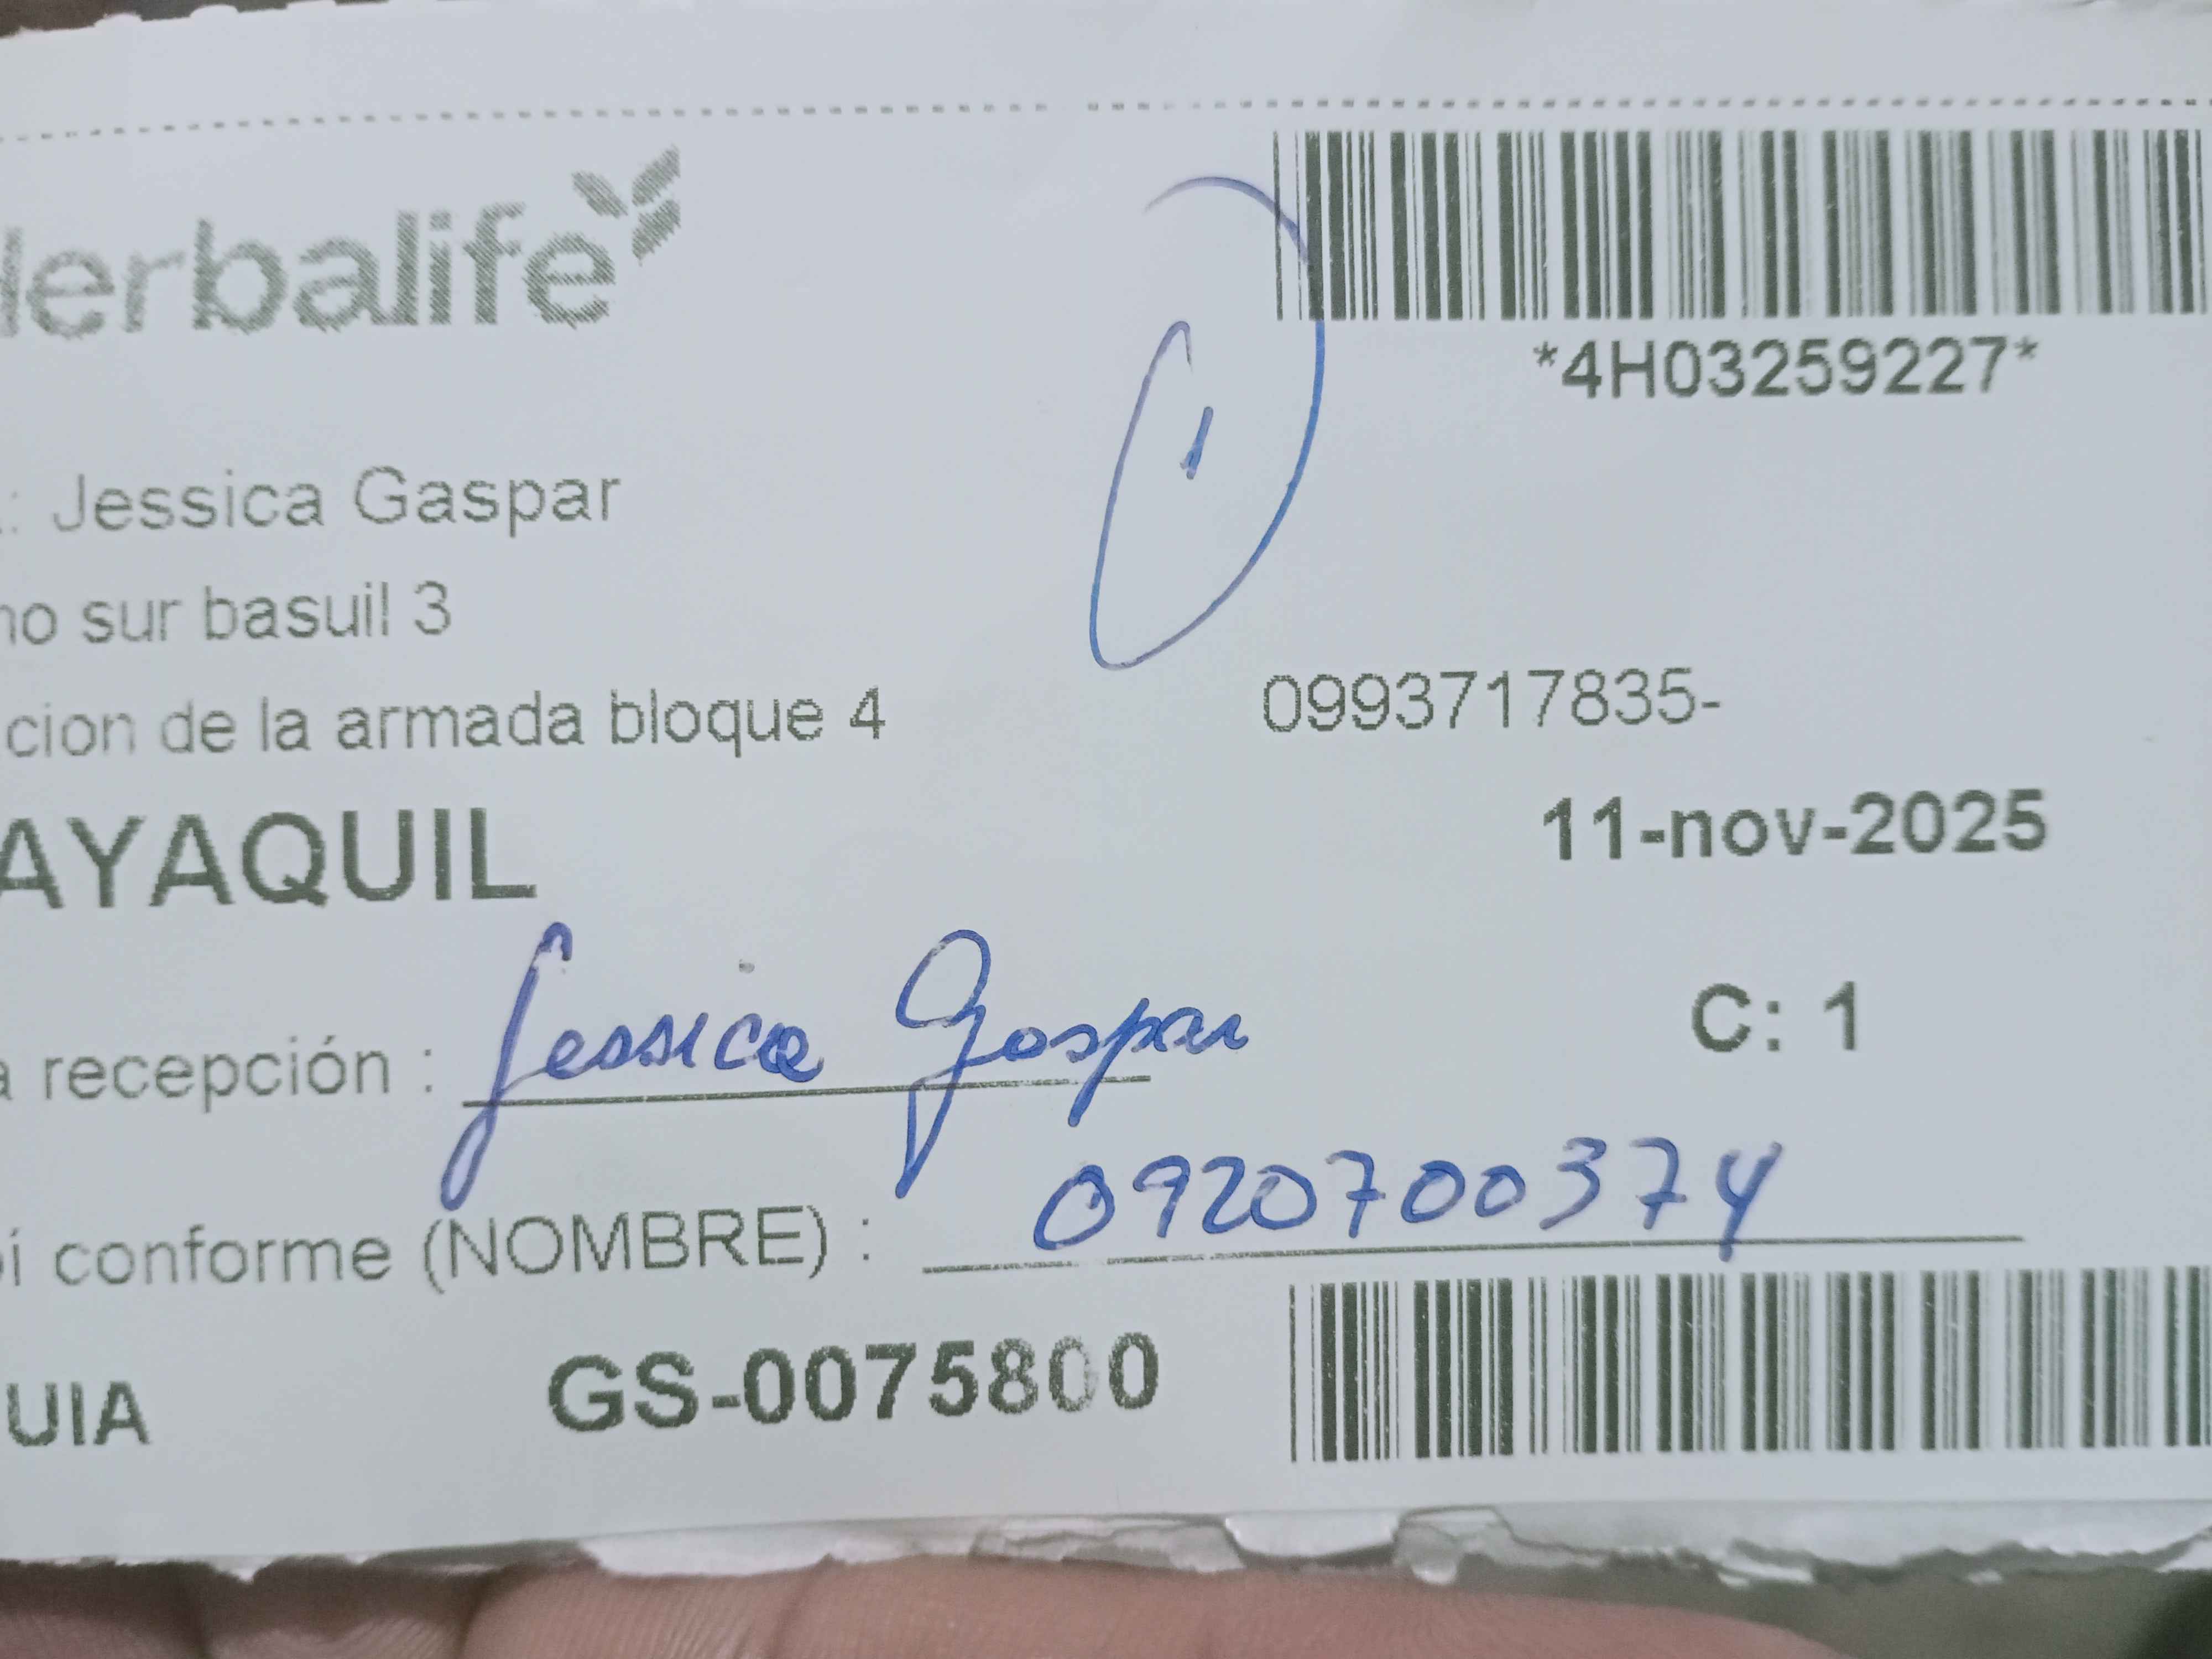 Herbalife
*4H03259227*
1
: Jessica Gaspar
no sur basuil 3
cion de la armada bloque 4 0993717835-
AYAQUIL 11-nov-2025
C: 1
a recepción : Jessica Gaspar
í conforme (NOMBRE) : 0920700374
UIA GS-0075800